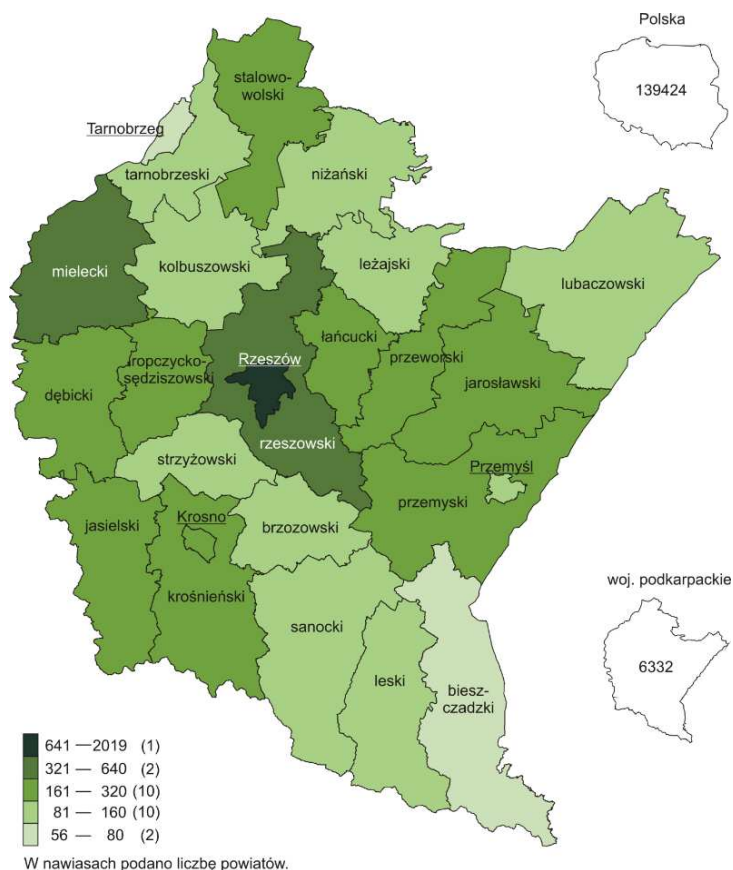 Polska
139424
stalowo-
wolski
Tarnobrzeg
tarnobrzeski
niżański
mielecki
kolbuszowski
leżajski
lubaczowski
Rzeszów
łańcucki
przeworski
ropczycko-
sędziszowski
jarosławski
dębicki
rzeszowski
strzyżowski
Przemyśl
przemyski
jasielski
Krosno
brzozowski
krośnieński
sanocki
leski
biesz-
czadzki
woj. podkarpackie
6332
641 — 2019 (1)
321 — 640 (2)
161 — 320 (10)
81 — 160 (10)
56 — 80 (2)
W nawiasach podano liczbę powiatów.